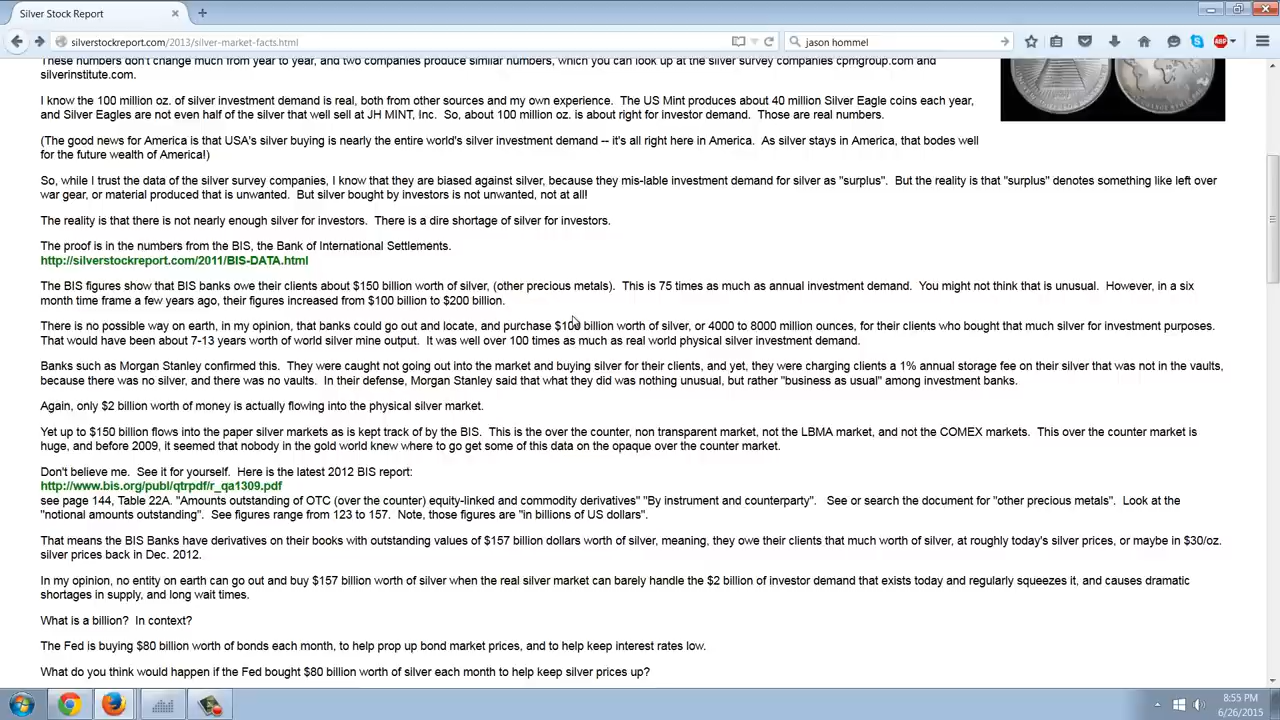 Silver Stock Report
silverstockreport.com/2013/silver-market-facts.html
jason hommel
ABP
These numbers don't change much from year to year, and two companies produce similar numbers, which you can look up at the silver survey companies cpmgroup.com and
silverinstitute.com.
I know the 100 million oz. of silver investment demand is real, both from other sources and my own experience. The US Mint produces about 40 million Silver Eagle coins each year,
and Silver Eagles are not even half of the silver that well sell at JH MINT, Inc. So, about 100 million oz. is about right for investor demand. Those are real numbers.
(The good news for America is that USA's silver buying is nearly the entire world's silver investment demand -- it's all right here in America. As silver stays in America, that bodes well
for the future wealth of America!)
So, while I trust the data of the silver survey companies, I know that they are biased against silver, because they mis-lable investment demand for silver as "surplus". But the reality is that "surplus" denotes something like left over
war gear, or material produced that is unwanted. But silver bought by investors is not unwanted, not at all!
The reality is that there is not nearly enough silver for investors. There is a dire shortage of silver for investors.
The proof is in the numbers from the BIS, the Bank of International Settlements.
http://silverstockreport.com/2011/BIS-DATA.html
The BIS figures show that BIS banks owe their clients about $150 billion worth of silver, (other precious metals). This is 75 times as much as annual investment demand. You might not think that is unusual. However, in a six
month time frame a few years ago, their figures increased from $100 billion to $200 billion.
There is no possible way on earth, in my opinion, that banks could go out and locate, and purchase $100 billion worth of silver, or 4000 to 8000 million ounces, for their clients who bought that much silver for investment purposes.
That would have been about 7-13 years worth of world silver mine output. It was well over 100 times as much as real world physical silver investment demand.
Banks such as Morgan Stanley confirmed this. They were caught not going out into the market and buying silver for their clients, and yet, they were charging clients a 1% annual storage fee on their silver that was not in the vaults,
because there was no silver, and there was no vaults. In their defense, Morgan Stanley said that what they did was nothing unusual, but rather "business as usual" among investment banks.
Again, only $2 billion worth of money is actually flowing into the physical silver market.
Yet up to $150 billion flows into the paper silver markets as is kept track of by the BIS. This is the over the counter, non transparent market, not the LBMA market, and not the COMEX markets. This over the counter market is
huge, and before 2009, it seemed that nobody in the gold world knew where to go get some of this data on the opaque over the counter market.
Don't believe me. See it for yourself. Here is the latest 2012 BIS report:
http://www.bis.org/publ/qtrpdf/r_qa1309.pdf
see page 144, Table 22A. "Amounts outstanding of OTC (over the counter) equity-linked and commodity derivatives" "By instrument and counterparty". See or search the document for "other precious metals". Look at the
"notional amounts outstanding". See figures range from 123 to 157. Note, those figures are "in billions of US dollars".
That means the BIS Banks have derivatives on their books with outstanding values of $157 billion dollars worth of silver, meaning, they owe their clients that much worth of silver, at roughly today's silver prices, or maybe in $30/oz.
silver prices back in Dec. 2012.
In my opinion, no entity on earth can go out and buy $157 billion worth of silver when the real silver market can barely handle the $2 billion of investor demand that exists today and regularly squeezes it, and causes dramatic
shortages in supply, and long wait times.
What is a billion? In context?
The Fed is buying $80 billion worth of bonds each month, to help prop up bond market prices, and to help keep interest rates low.
What do you think would happen if the Fed bought $80 billion worth of silver each month to help keep silver prices up?
8:55 PM
6/26/2015